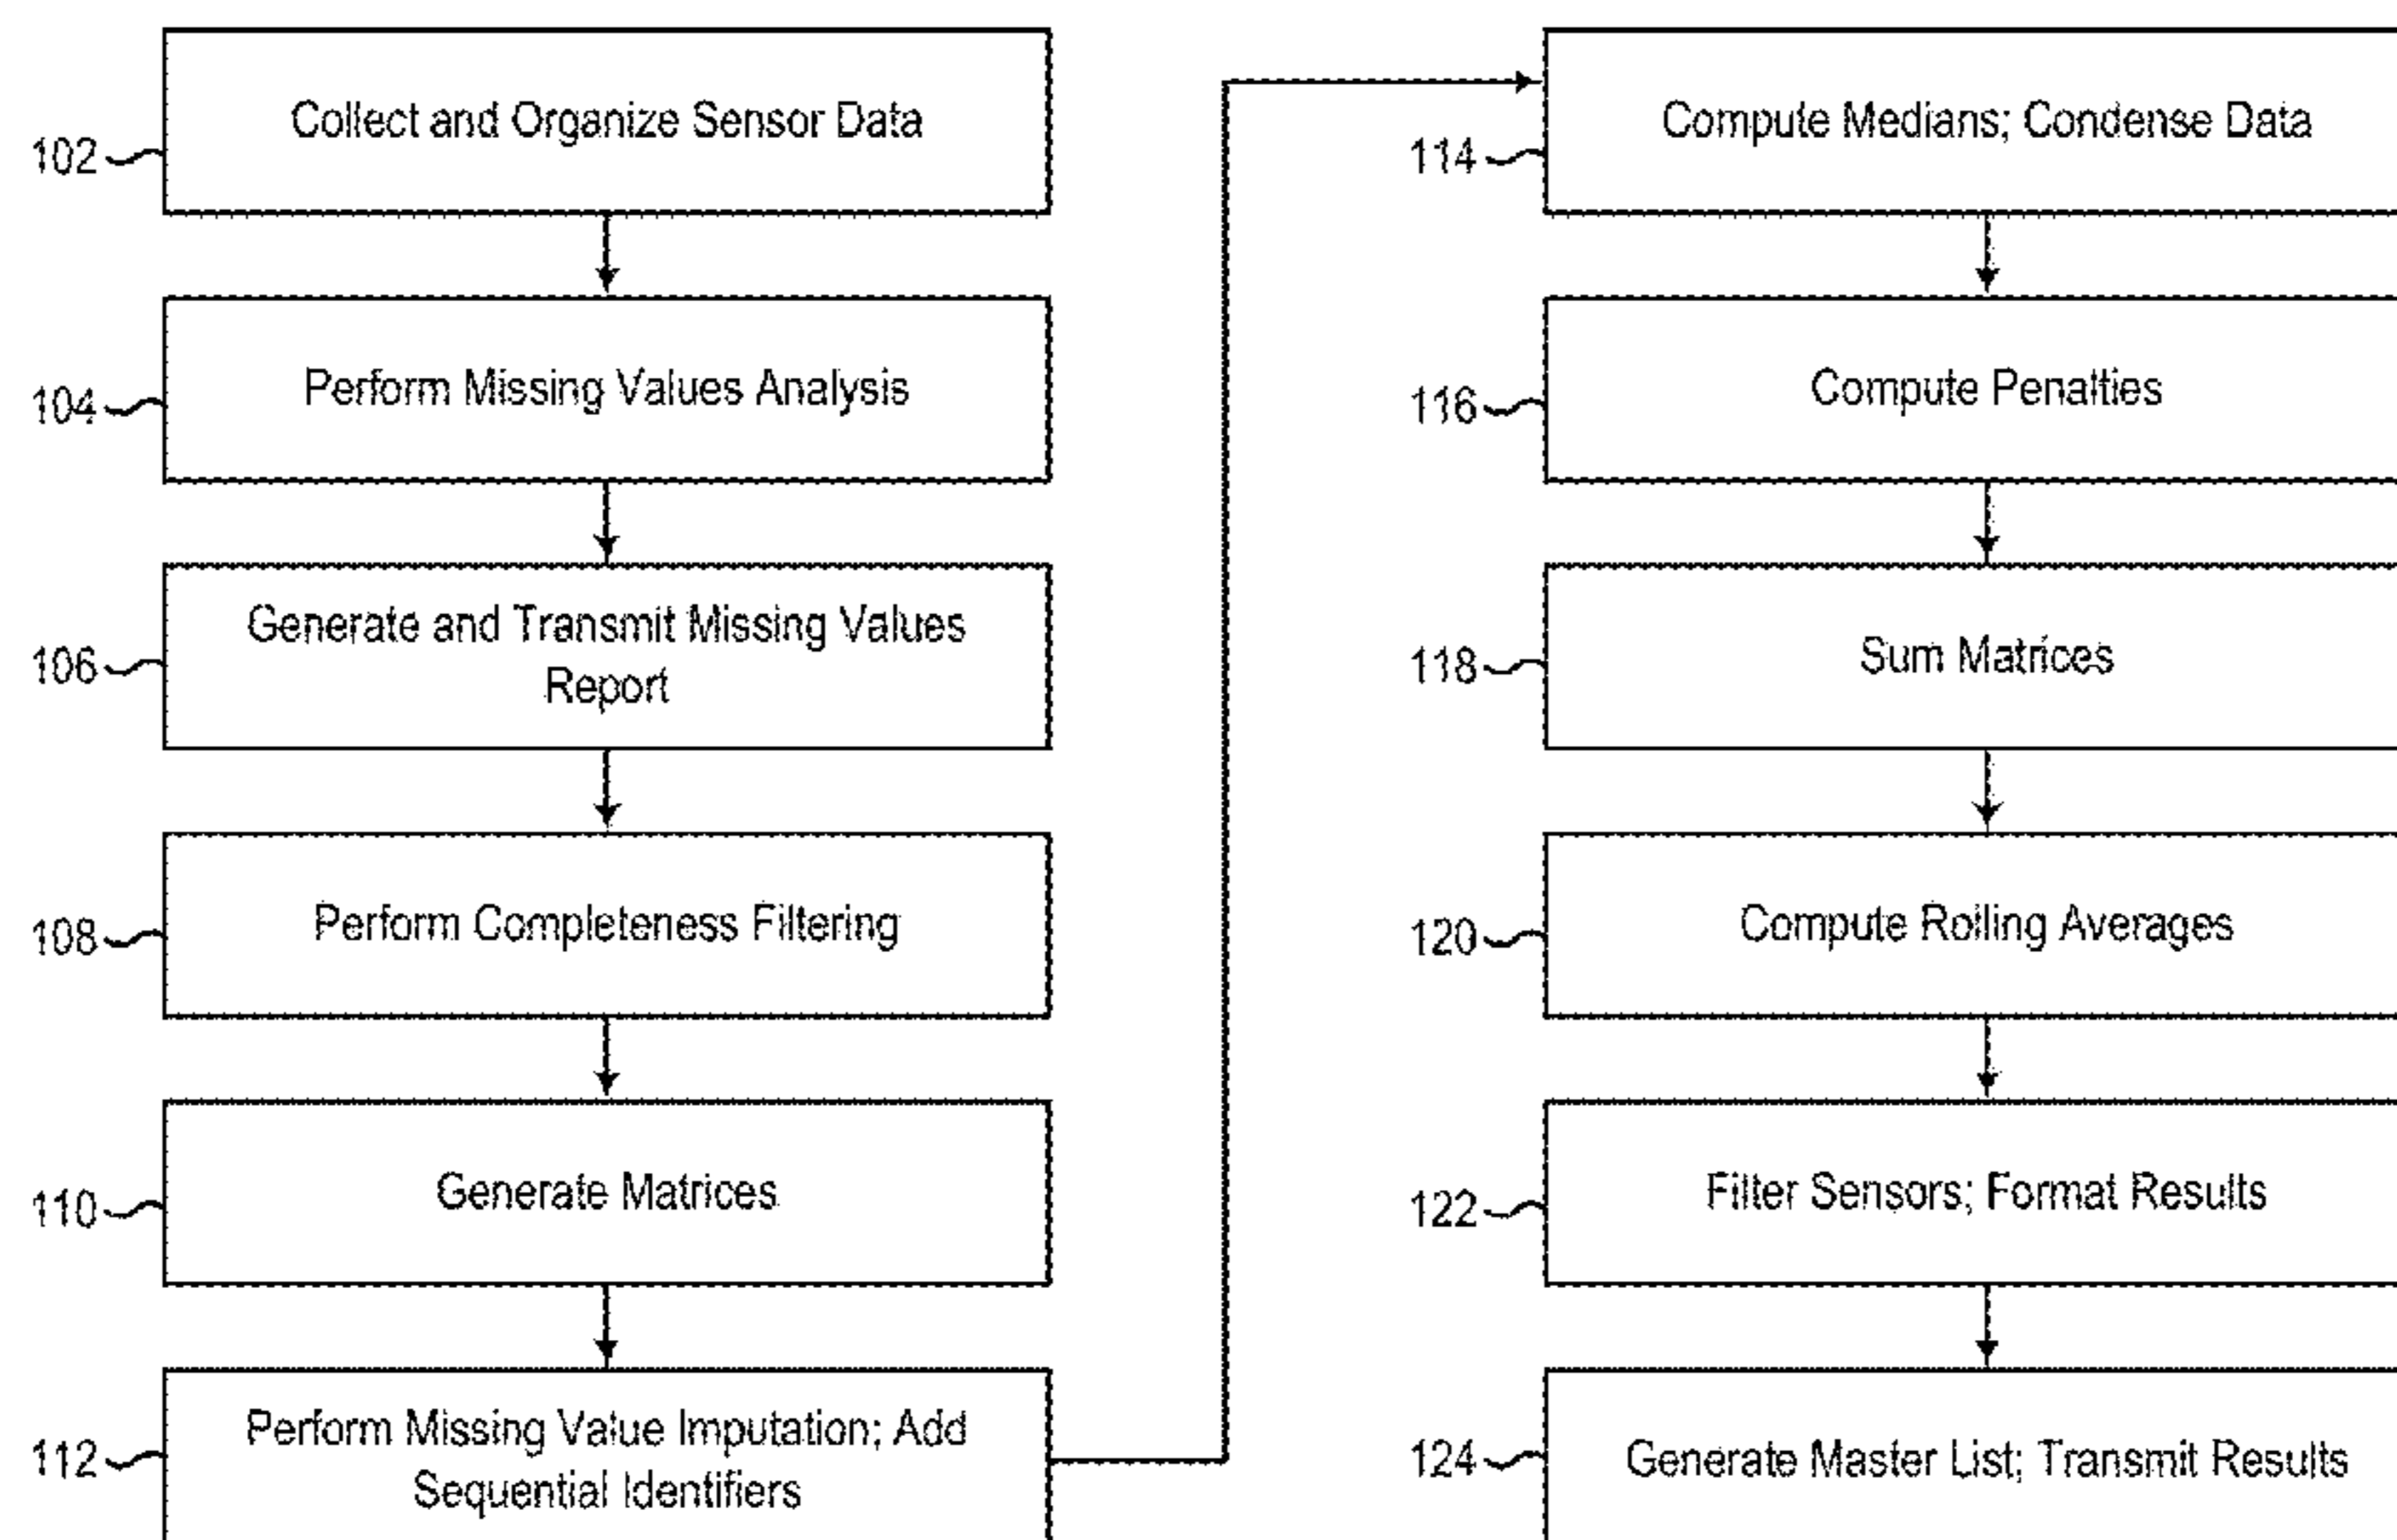 Collect and Organize Sensor Data
102
Perform Missing Values Analysis
104
Generate and Transmit Missing Values
Report
106
Perform Completeness Filtering
108
Generate Matrices
110
Perform Missing Value Imputation; Add
Sequential Identifiers
112
Compute Medians; Condense Data
114
Compute Penalties
116
Sum Matrices
118
Compute Rolling Averages
120
Filter Sensors; Format Results
122
Generate Master List; Transmit Results
124